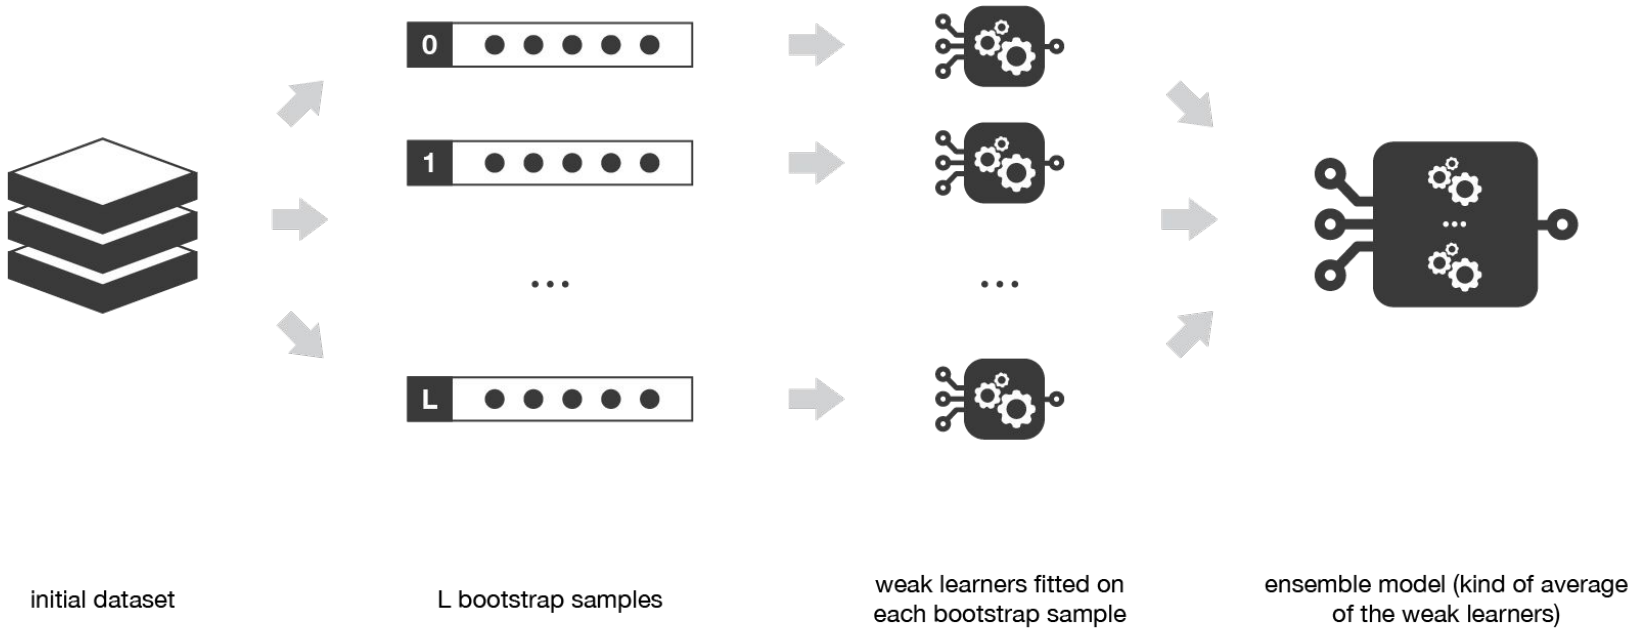 0
1
...
...
...
L
initial dataset
L bootstrap samples
weak learners fitted on
each bootstrap sample
ensemble model (kind of average
of the weak learners)